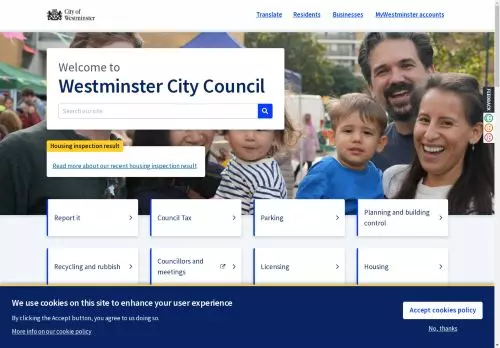 City of
Westminster
Translate
Residents
Businesses
MyWestminster accounts
Welcome to
Westminster City Council
Search our site
FEEDBACK
Housing inspection result
Read more about our recent housing inspection result
Report it
Council Tax
Parking
Planning and building
control
Recycling and rubbish
Councillors and
meetings
Licensing
Housing
We use cookies on this site to enhance your user experience
By clicking the Accept button, you agree to us doing so.
More info on our cookie policy
Accept cookies policy
No, thanks